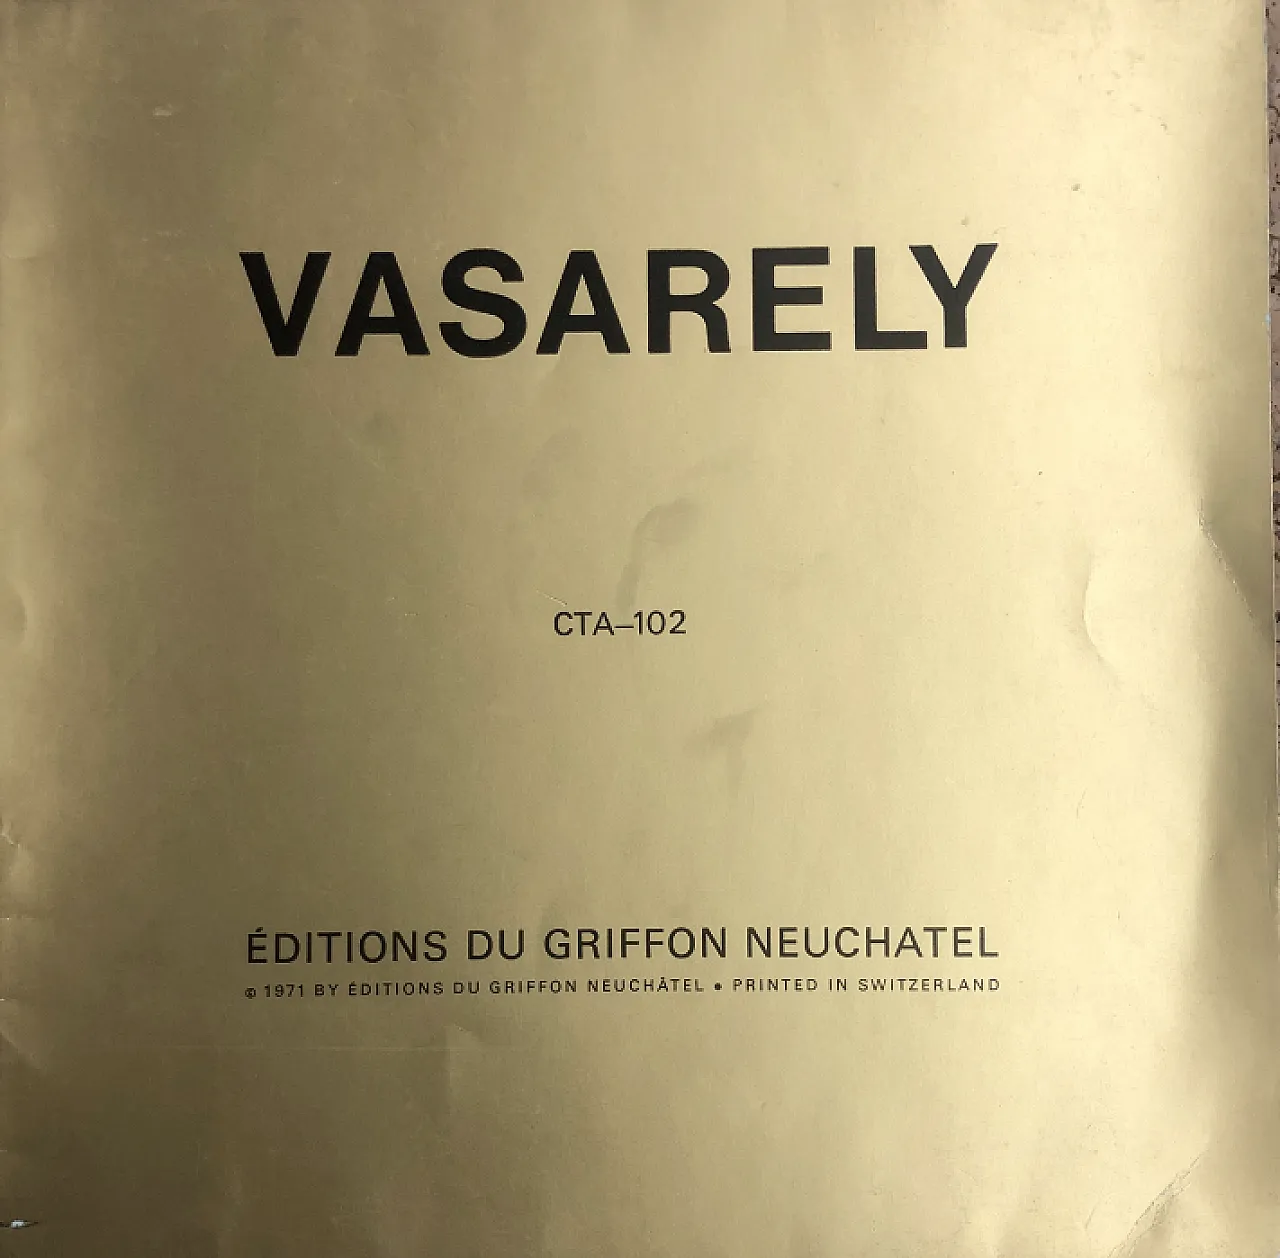 VASARELY
CTA–102
ÉDITIONS DU GRIFFON NEUCHATEL
© 1971 BY ÉDITIONS DU GRIFFON NEUCHÂTEL • PRINTED IN SWITZERLAND